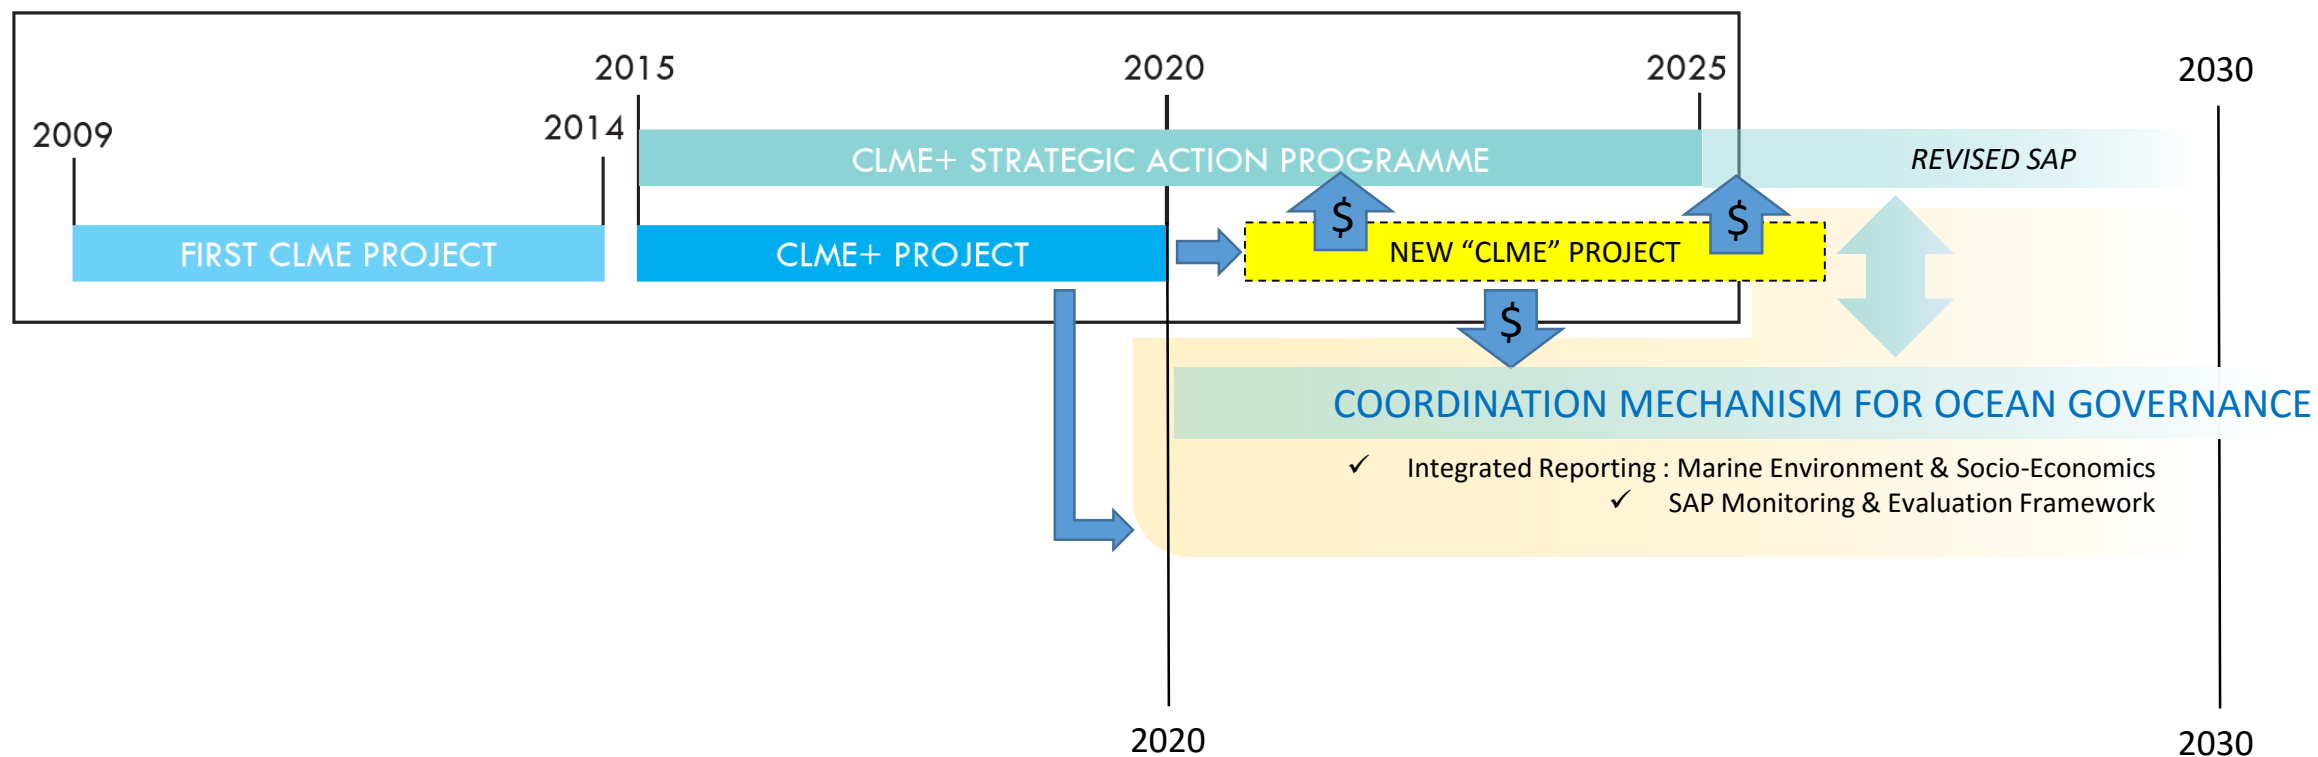 2015
2020
2025
2030
2009
2014
CLME+ STRATEGIC ACTION PROGRAMME
REVISED SAP
$
$
FIRST CLME PROJECT
CLME+ PROJECT
NEW “CLME” PROJECT
$
COORDINATION MECHANISM FOR OCEAN GOVERNANCE
✓ Integrated Reporting : Marine Environment & Socio-Economics
✓ SAP Monitoring & Evaluation Framework
2020
2030